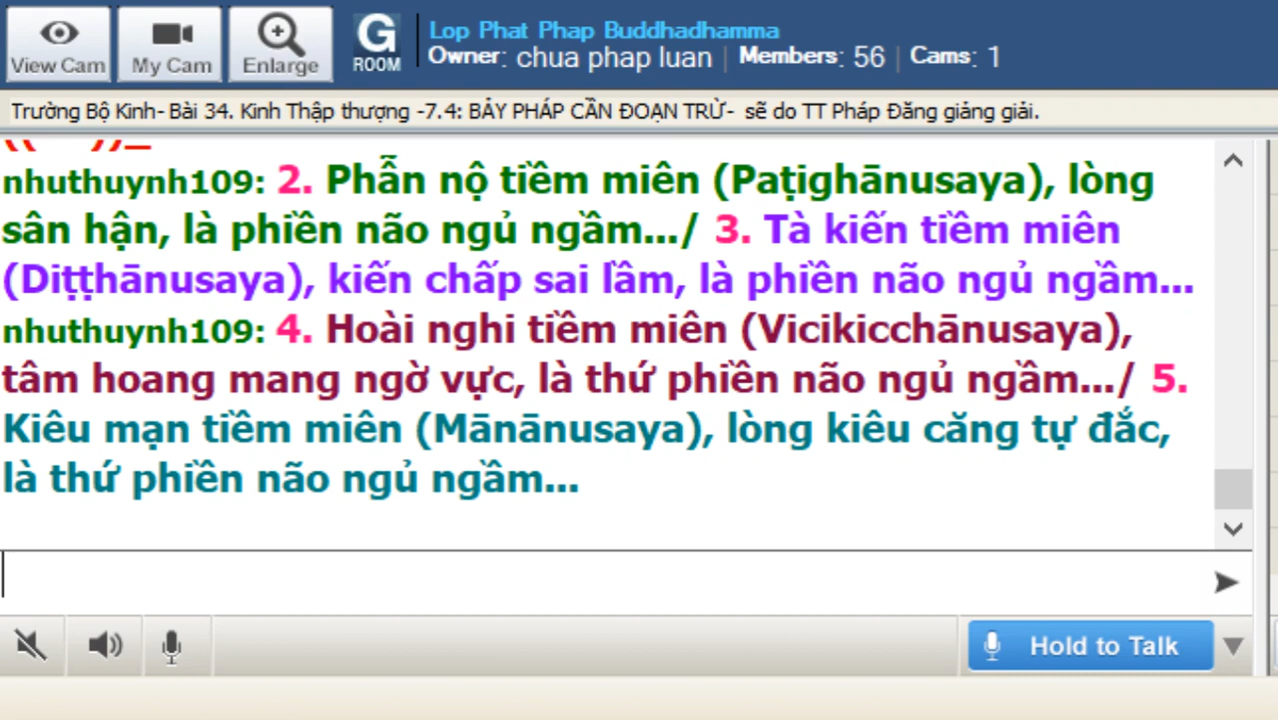 Lop Phat Phap Buddhadhamma
View Cam
My Cam
Enlarge
G
ROOM
Owner: chua phap luan | Members: 56 | Cams: 1
Trường Bộ Kinh- Bài 34. Kinh Thập thượng -7.4: BẢY PHÁP CẦN ĐOẠN TRỪ- sẽ do TT Pháp Đăng giảng giải.
nhuthuynh109: 2. Phẫn nộ tiềm miên (Paṭighānusaya), lòng
sân hận, là phiền não ngủ ngầm.../ 3. Tà kiến tiềm miên
(Diṭṭhānusaya), kiến chấp sai lầm, là phiền não ngủ ngầm...
nhuthuynh109: 4. Hoài nghi tiềm miên (Vicikicchānusaya),
tâm hoang mang ngờ vực, là thứ phiền não ngủ ngầm.../ 5.
Kiêu mạn tiềm miên (Mānānusaya), lòng kiêu căng tự đắc,
là thứ phiền não ngủ ngầm...
Hold to Talk